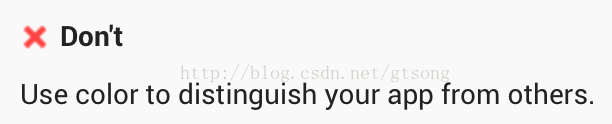 Don't
http://blog.csdn.net/gtsong
Use color to distinguish your app from others.